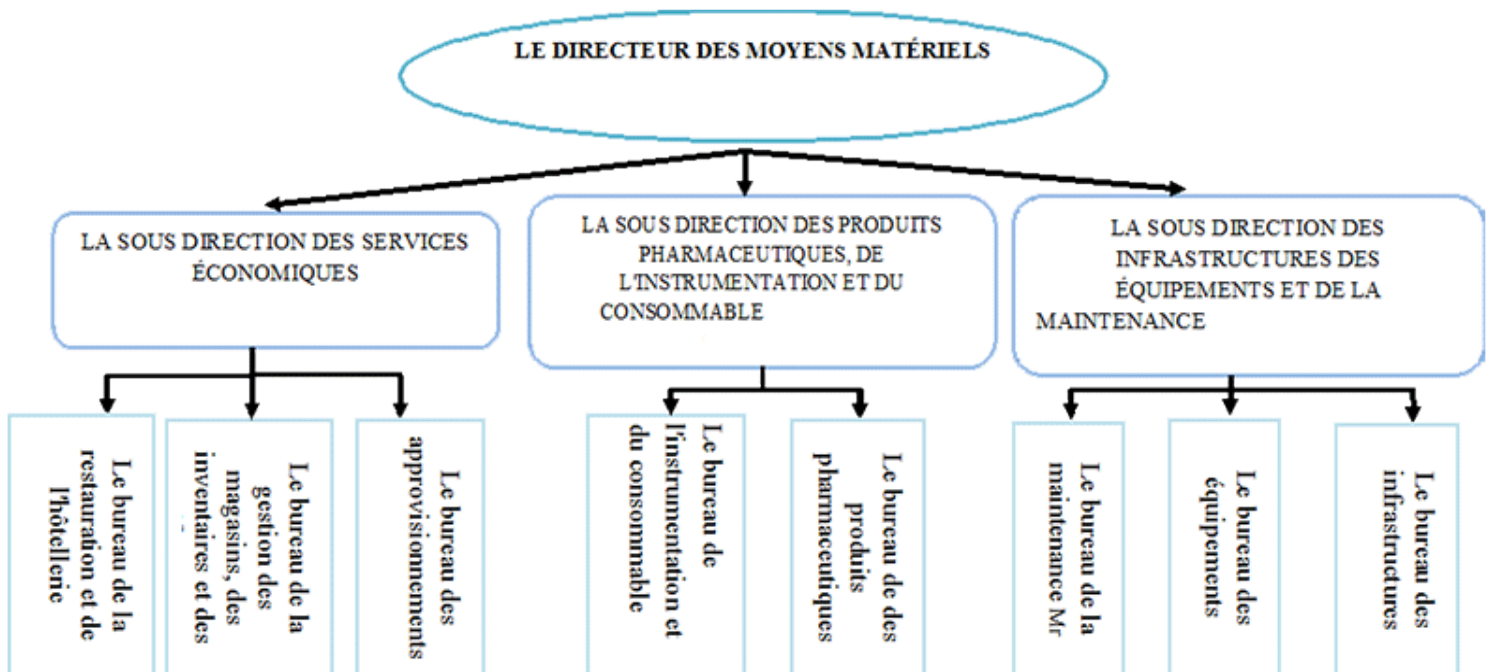 LE DIRECTEUR DES MOYENS MATÉRIELS
LA SOUS DIRECTION DES SERVICES
ÉCONOMIQUES
LA SOUS DIRECTION DES PRODUITS
PHARMACEUTIQUES, DE
L'INSTRUMENTATION ET DU
CONSOMMABLE
LA SOUS DIRECTION DES
INFRASTRUCTURES DES
ÉQUIPEMENTS ET DE LA
MAINTENANCE
Le bureau de la
restauration et de
l'hôtellerie
Le bureau de la
gestion des
magasins, des
inventaires et des
Le bureau des
approvisionnements
Le bureau de
l'instrumentation et
du consommable
Le bureau de des
produits
pharmaceutiques
Le bureau de la
maintenance Mr
Le bureau des
équipements
Le bureau des
infrastructures